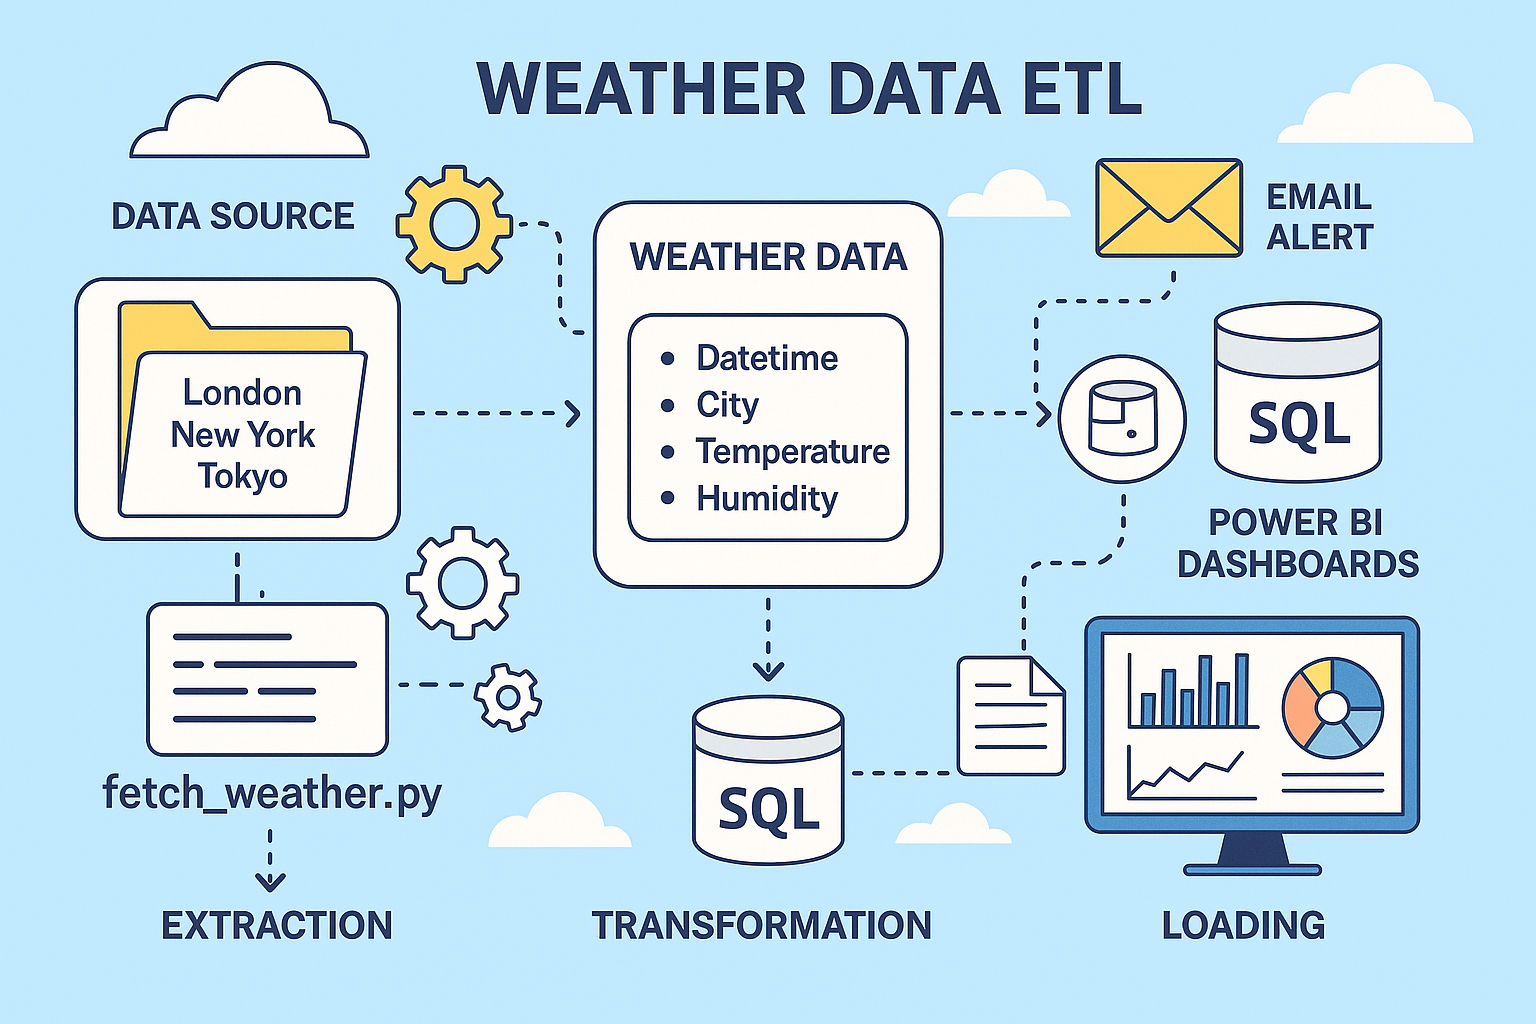 WEATHER DATA ETL
DATA SOURCE
London
New York
Tokyo
fetch_weather.py
EXTRACTION
WEATHER DATA
• Datetime
• City
• Temperature
• Humidity
SQL
TRANSFORMATION
EMAIL
ALERT
SQL
POWER BI
DASHBOARDS
LOADING